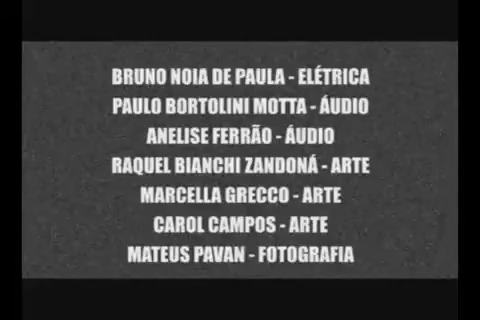 BRUNO NOIA DE PAULA - ELÉTRICA
PAULO BORTOLINI MOTTA - ÁUDIO
ANELISE FERRÃO - ÁUDIO
RAQUEL BIANCHI ZANDONÁ - ARTE
MARCELLA GRECCO - ARTE
CAROL CAMPOS - ARTE
MATEUS PAVAN - FOTOGRAFIA